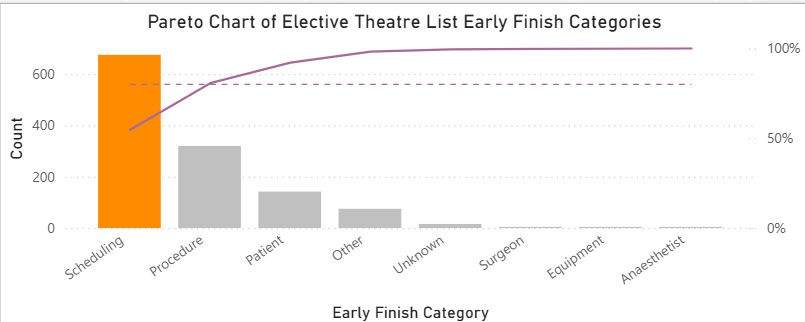 Pareto Chart of Elective Theatre List Early Finish Categories
Count
600
400
200
0
100%
50%
0%
Scheduling
Procedure
Patient
Other
Unknown
Surgeon
Equipment
Anaesthetist
Early Finish Category